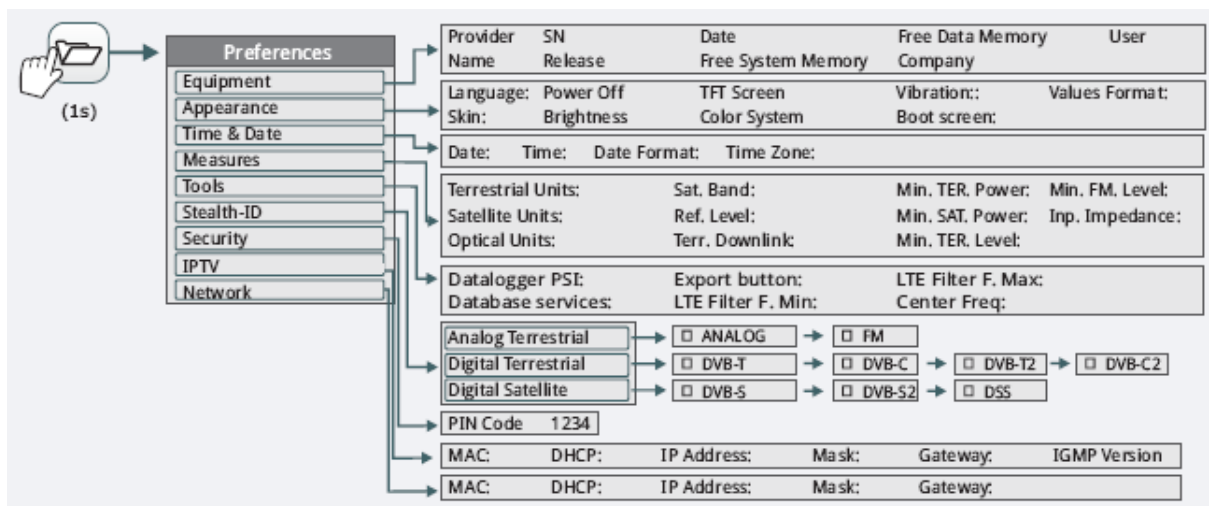 (1s)
Preferences
Equipment
Appearance
Time & Date
Measures
Tools
Stealth-ID
Security
IPTV
Network
Provider SN Date Free Data Memory User
Name Release Free System Memory Company
Language: Power Off TFT Screen Vibration:: Values Format:
Skin: Brightness Color System Boot screen:
Date: Time: Date Format: Time Zone:
Terrestrial Units: Sat. Band: Min. TER. Power: Min. FM. Level:
Satellite Units: Ref. Level: Min. SAT. Power: Inp. Impedance:
Optical Units: Terr. Downlink: Min. TER. Level:
Datalogger PSI: Export button: LTE Filter F. Max:
Database services: LTE Filter F. Min: Center Freq:
Analog Terrestrial ANALOG FM
Digital Terrestrial DVB-T DVB-C DVB-T2 DVB-C2
Digital Satellite DVB-S DVB-S2 DSS
PIN Code 1234
MAC: DHCP: IP Address: Mask: Gateway: IGMP Version
MAC: DHCP: IP Address: Mask: Gateway: